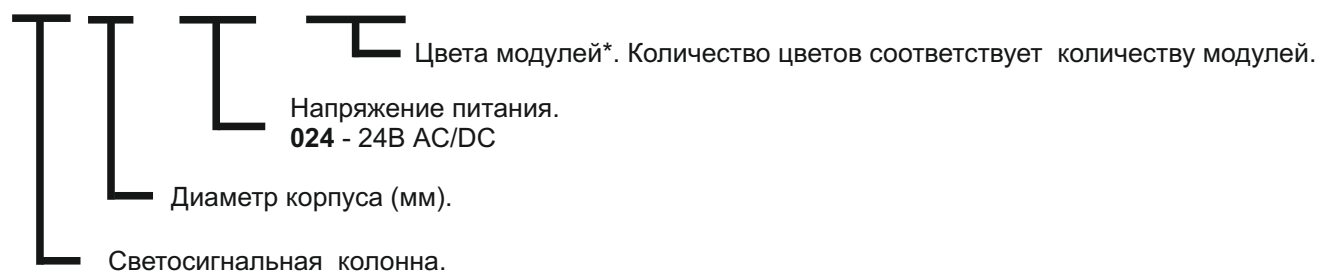 Цвета модулей*. Количество цветов соответствует количеству модулей.
Напряжение питания.
024 - 24В AC/DC
Диаметр корпуса (мм).
Светосигнальная колонна.